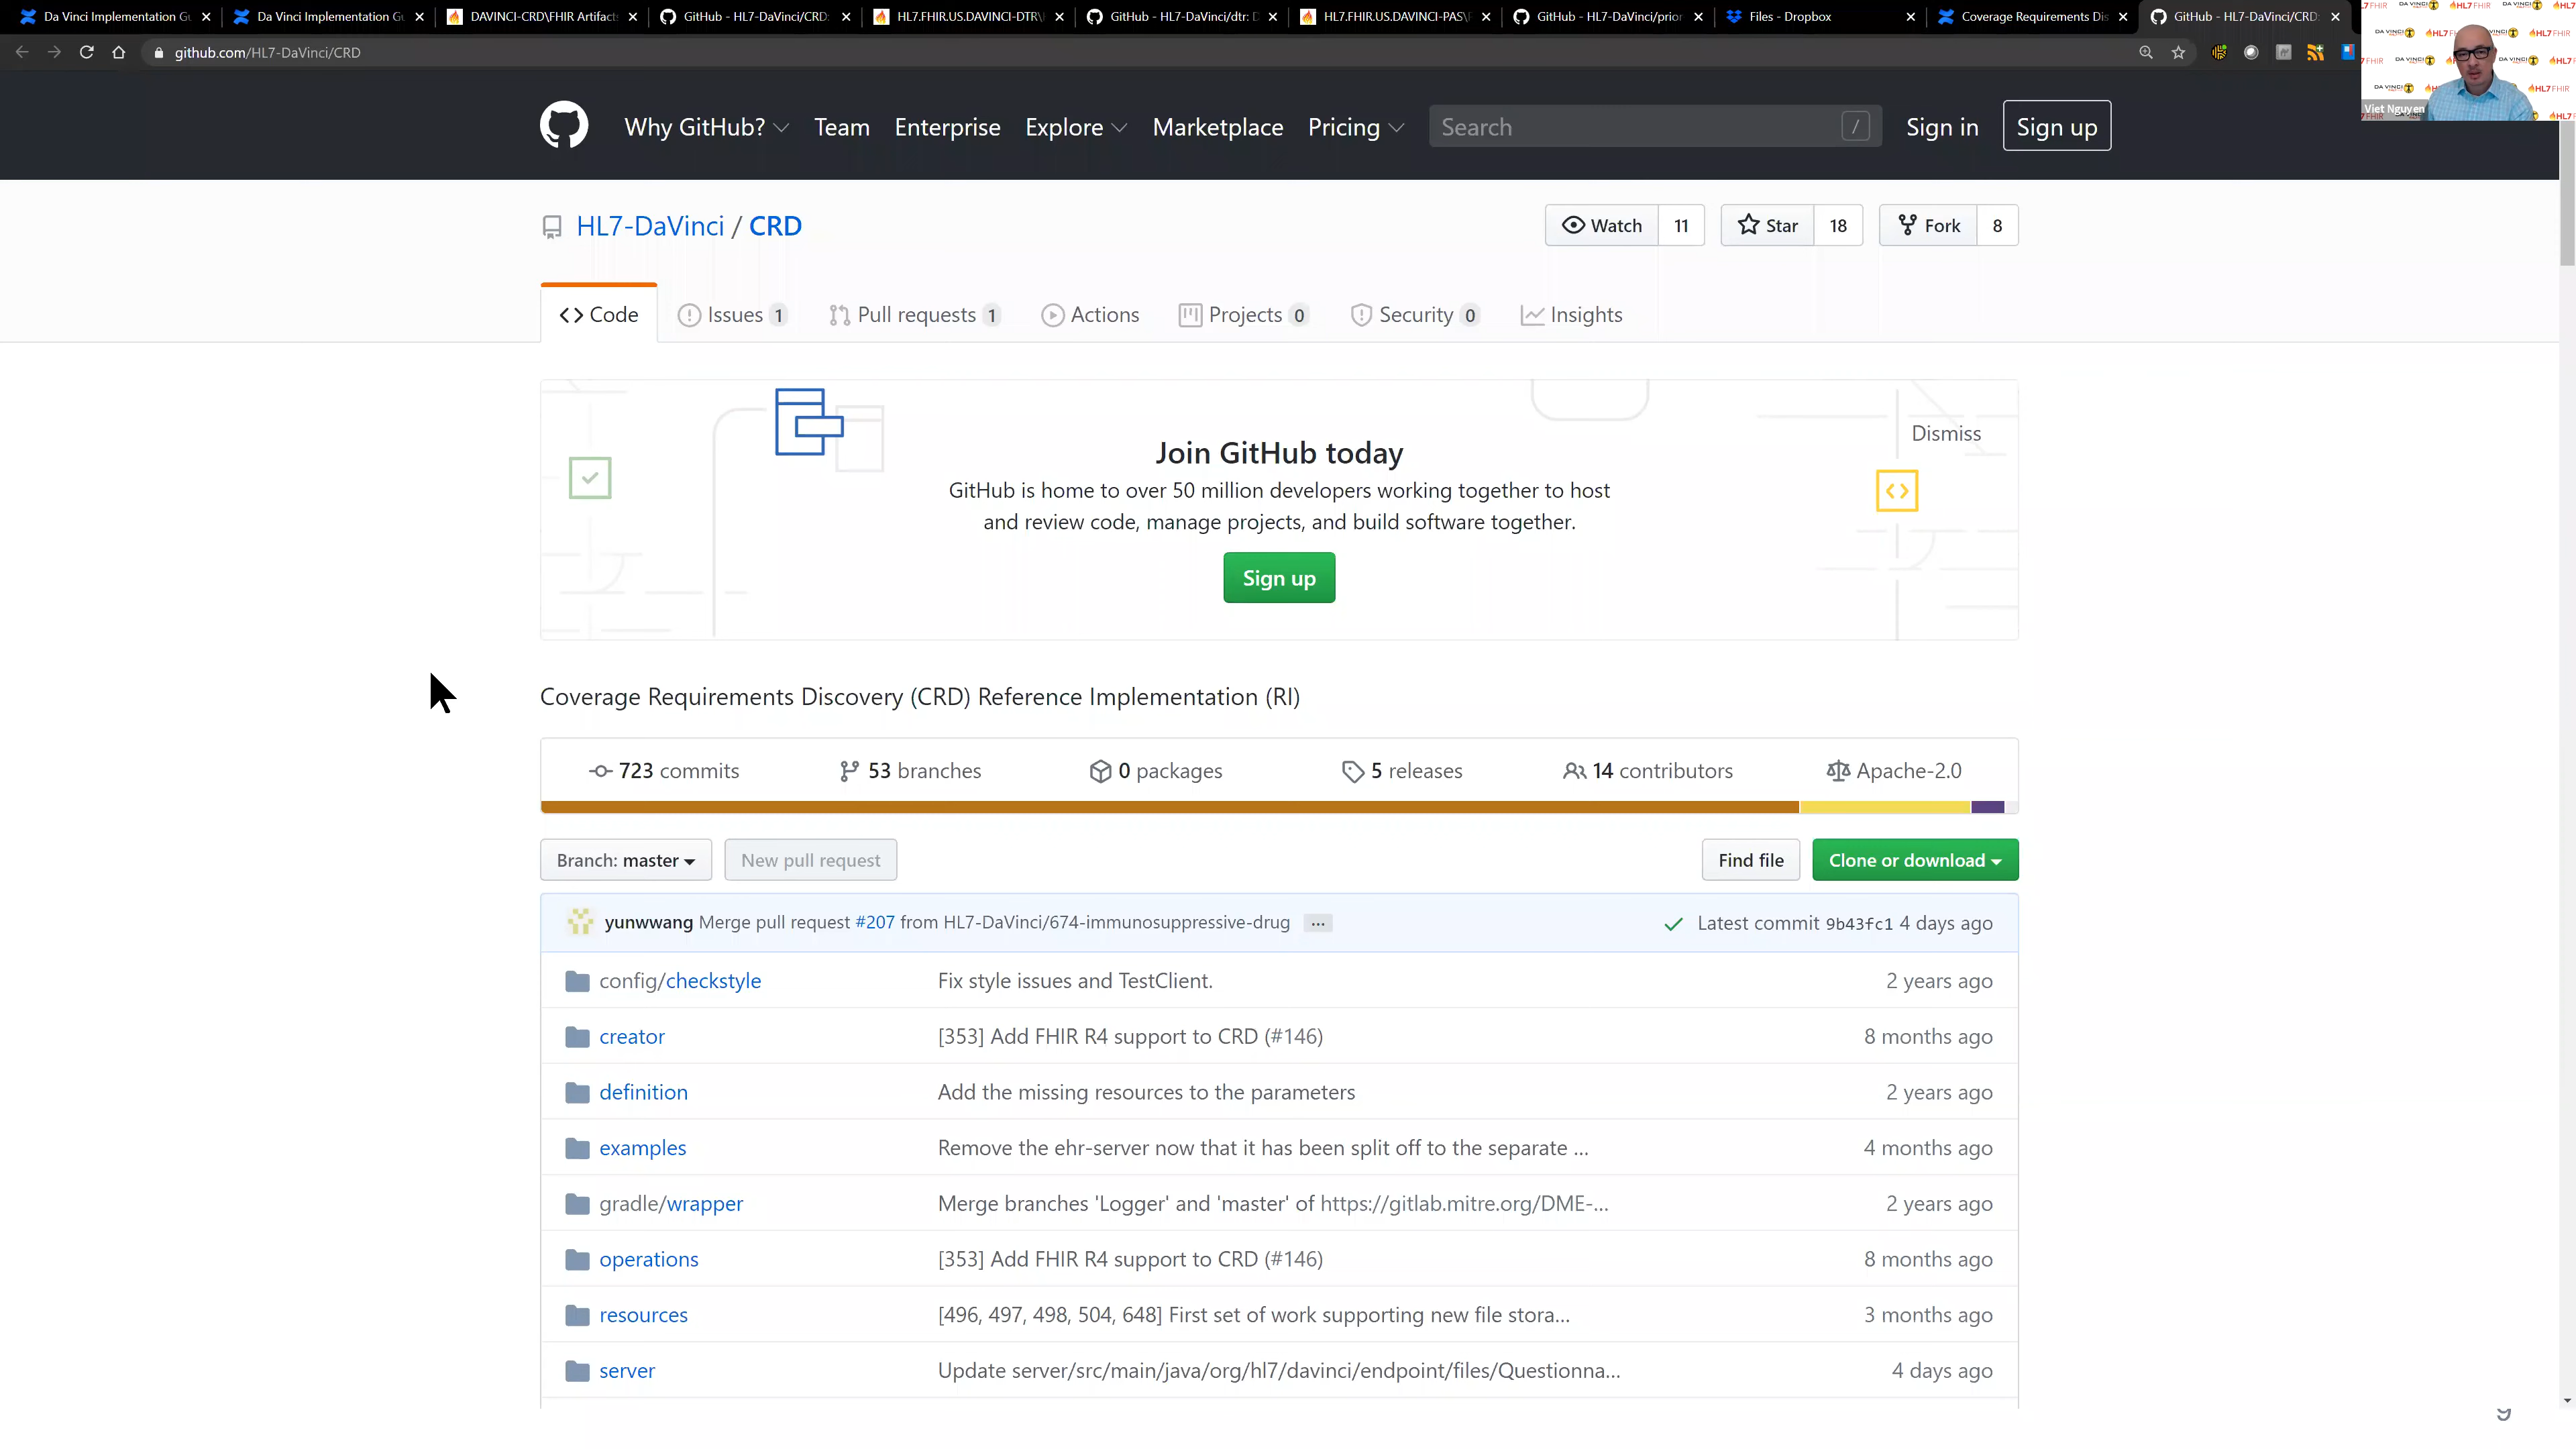 Da Vinci Implementation Gu
Da Vinci Implementation Gu
DAVINCI-CRD\FHIR Artifacts
GitHub - HL7-DaVinci/CRD:
HL7.FHIR.US.DAVINCI-DTR\
GitHub - HL7-DaVinci/dtr: D
HL7.FHIR.US.DAVINCI-PAS\F
GitHub - HL7-DaVinci/prior
Files - Dropbox
Coverage Requirements Dis
GitHub - HL7-DaVinci/CRD:
github.com/HL7-DaVinci/CRD
Viet Nguyen
Why GitHub? Team Enterprise Explore Marketplace Pricing Search / Sign in Sign up
HL7-DaVinci / CRD
Watch 11 Star 18 Fork 8
Code Issues 1 Pull requests 1 Actions Projects 0 Security 0 Insights
Dismiss
Join GitHub today
GitHub is home to over 50 million developers working together to host
and review code, manage projects, and build software together.
Sign up
Coverage Requirements Discovery (CRD) Reference Implementation (RI)
723 commits 53 branches 0 packages 5 releases 14 contributors Apache-2.0
Branch: master New pull request Find file Clone or download
yunwwang Merge pull request #207 from HL7-DaVinci/674-immunosuppressive-drug ... Latest commit 9b43fc1 4 days ago
config/checkstyle Fix style issues and TestClient. 2 years ago
creator [353] Add FHIR R4 support to CRD (#146) 8 months ago
definition Add the missing resources to the parameters 2 years ago
examples Remove the ehr-server now that it has been split off to the separate ... 4 months ago
gradle/wrapper Merge branches 'Logger' and 'master' of https://gitlab.mitre.org/DME-... 2 years ago
operations [353] Add FHIR R4 support to CRD (#146) 8 months ago
resources [496, 497, 498, 504, 648] First set of work supporting new file stora... 3 months ago
server Update server/src/main/java/org/hl7/davinci/endpoint/files/Questionna... 4 days ago